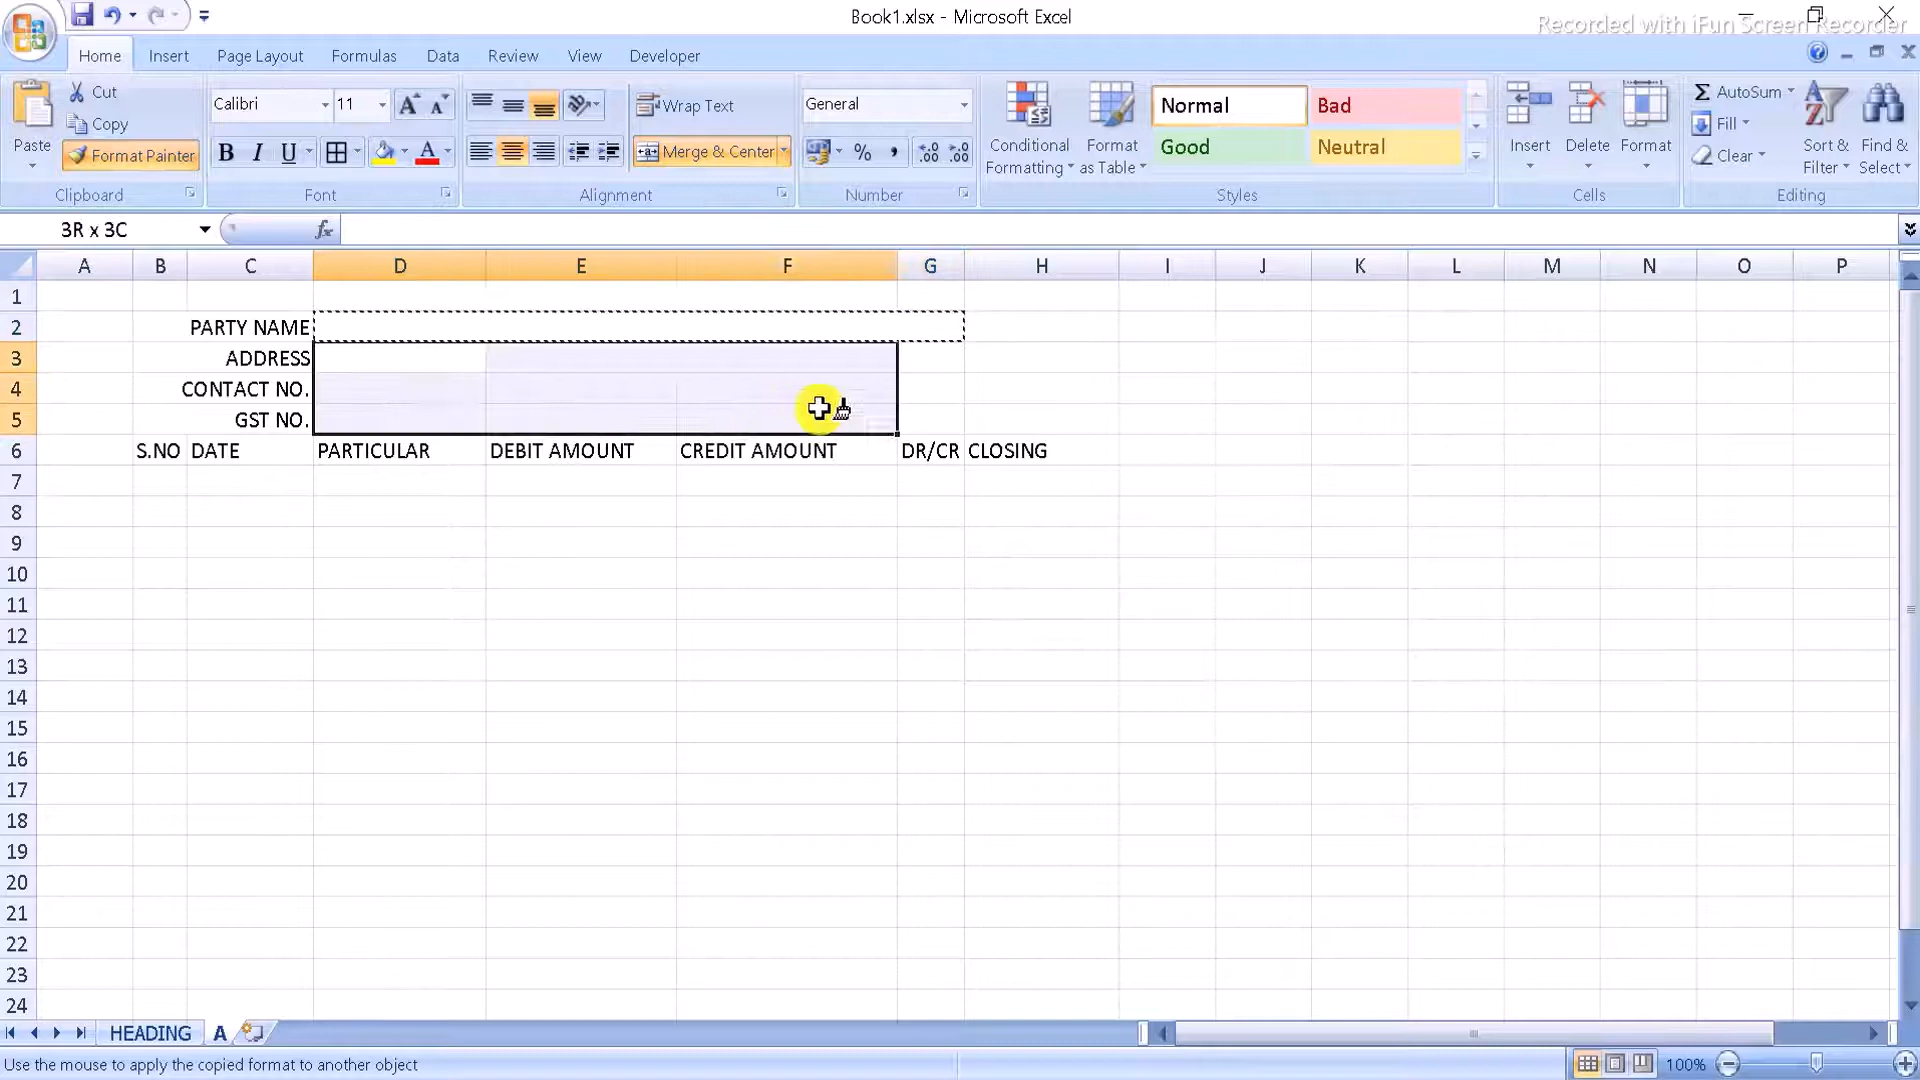 Book1.xlsx - Microsoft Excel
Recorded with iFun Screen Recorder
Home Insert Page Layout Formulas Data Review View Developer
Paste
Cut
Copy
Format Painter
Clipboard
Calibri 11
B I U
Font
Wrap Text
Merge & Center
Alignment
General
% ,
Number
Conditional Formatting
Format as Table
Normal Bad
Good Neutral
Styles
Insert Delete Format
Cells
Σ AutoSum
Fill
Clear
Sort & Filter
Find & Select
Editing
3R x 3C fx
A B C D E F G H I J K L M N O P
1
2 PARTY NAME
3 ADDRESS
4 CONTACT NO.
5 GST NO.
6 S.NO DATE PARTICULAR DEBIT AMOUNT CREDIT AMOUNT DR/CR CLOSING
7
8
9
10
11
12
13
14
15
16
17
18
19
20
21
22
23
24
HEADING A
Use the mouse to apply the copied format to another object
100%